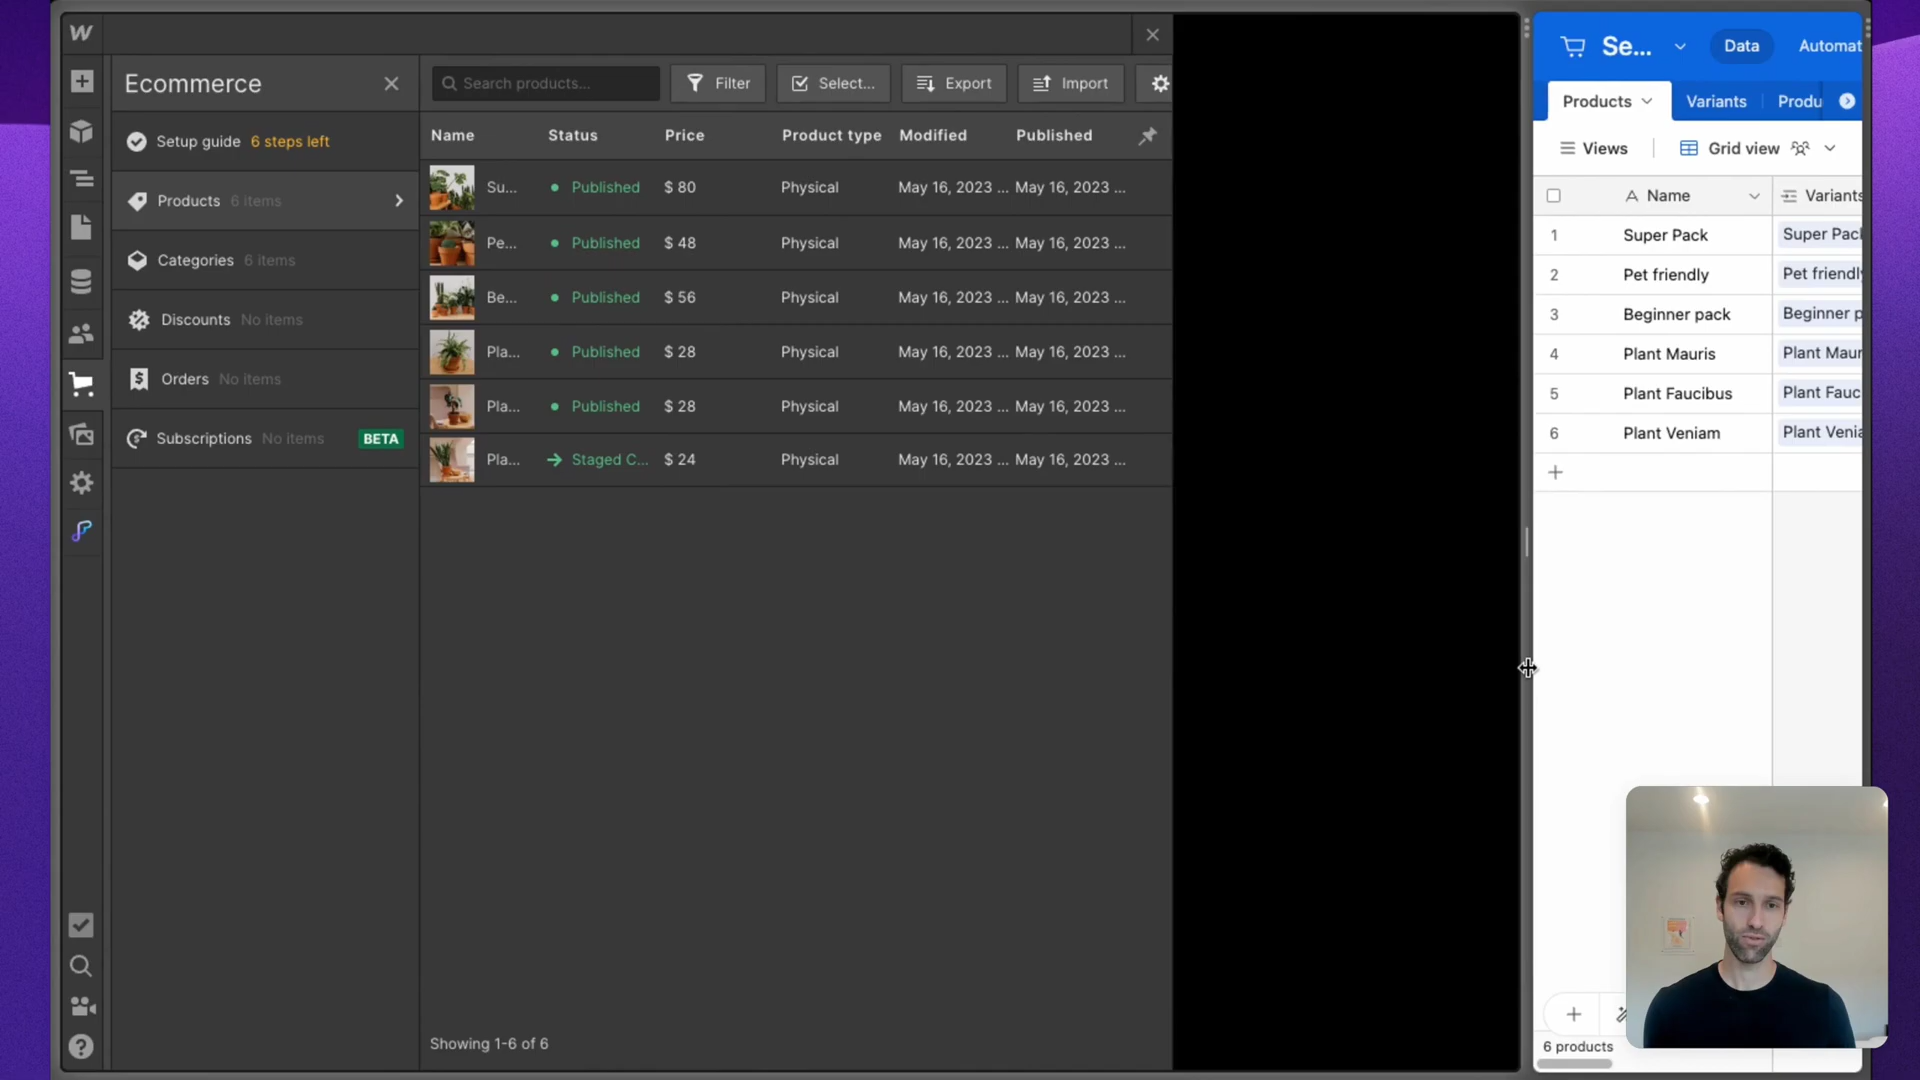 W
Ecommerce
Setup guide 6 steps left
Products 6 items
Categories 6 items
Discounts No items
Orders No items
Subscriptions No items BETA
Search products...
Filter
Select...
Export
Import
Name Status Price Product type Modified Published
Su... Published $ 80 Physical May 16, 2023 ... May 16, 2023 ...
Pe... Published $ 48 Physical May 16, 2023 ... May 16, 2023 ...
Be... Published $ 56 Physical May 16, 2023 ... May 16, 2023 ...
Pla... Published $ 28 Physical May 16, 2023 ... May 16, 2023 ...
Pla... Published $ 28 Physical May 16, 2023 ... May 16, 2023 ...
Pla... Staged C... $ 24 Physical May 16, 2023 ... May 16, 2023 ...
Showing 1-6 of 6
Se... Data Automat
Products Variants Produ
Views Grid view
Name Variants
1 Super Pack Super Pack
2 Pet friendly Pet friendly
3 Beginner pack Beginner p
4 Plant Mauris Plant Maur
5 Plant Faucibus Plant Fauc
6 Plant Veniam Plant Venia
6 products